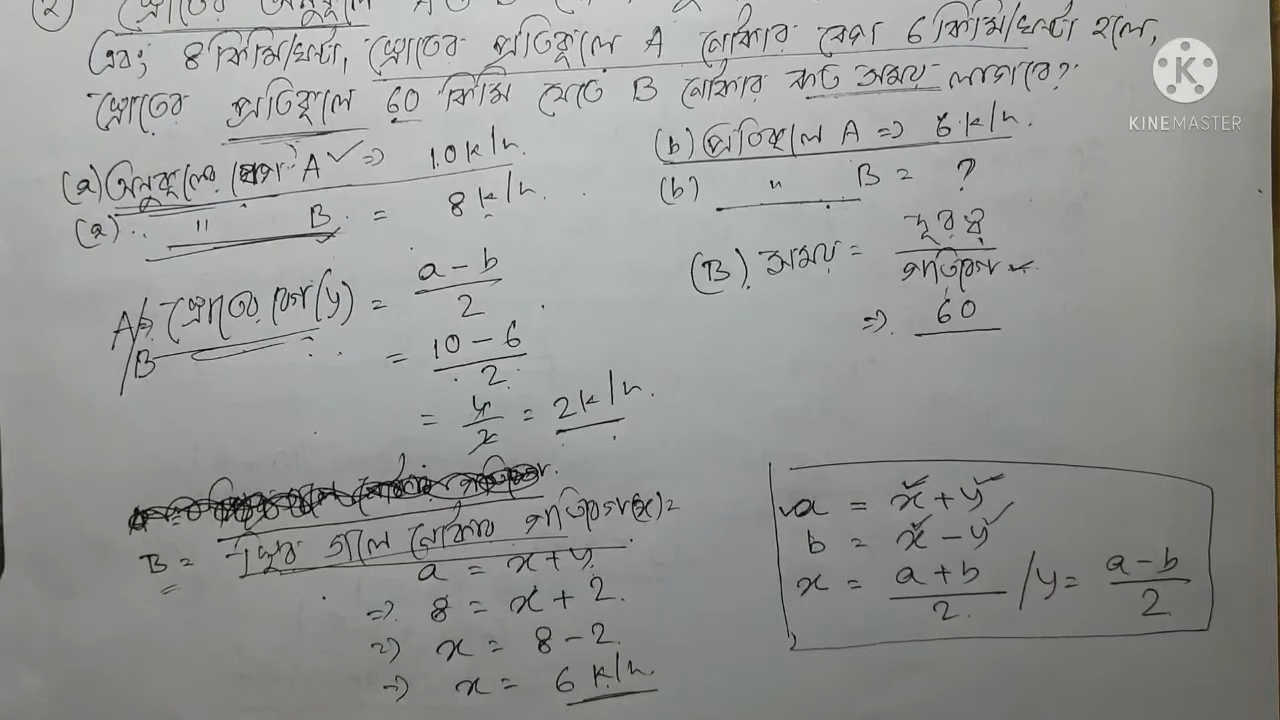 ২) স্রোতের অনুকূলে A ও B
এবং 8 কিমি/ঘন্টা, স্রোতের প্রতিকূলে A নৌকার বেগ 6 কিমি/ঘন্টা হলে,
স্রোতের প্রতিকূলে 60 কিমি যেতে B নৌকার কত সময় লাগবে?
KINEMASTER
(a) অনুকূলের বেগ A ✓ => 10 k/h.
(a) .. " B. = 8 k/h.
(b) প্রতিকূলে A => 6 k/h.
(b) " B = ?
A/B স্রোতের বেগ (y) = a - b / 2
= 10 - 6 / 2
= 4/2 = 2 k/h.
(B) সময় = দূরত্ব / গতিবেগ
=> 60
B = স্থির জলে নৌকার গতিবেগ (x) =
a = x + y
=> 8 = x + 2.
=> x = 8 - 2.
=> x = 6 k/h.
a = x + y
b = x - y
x = a + b / 2 / y = a - b / 2